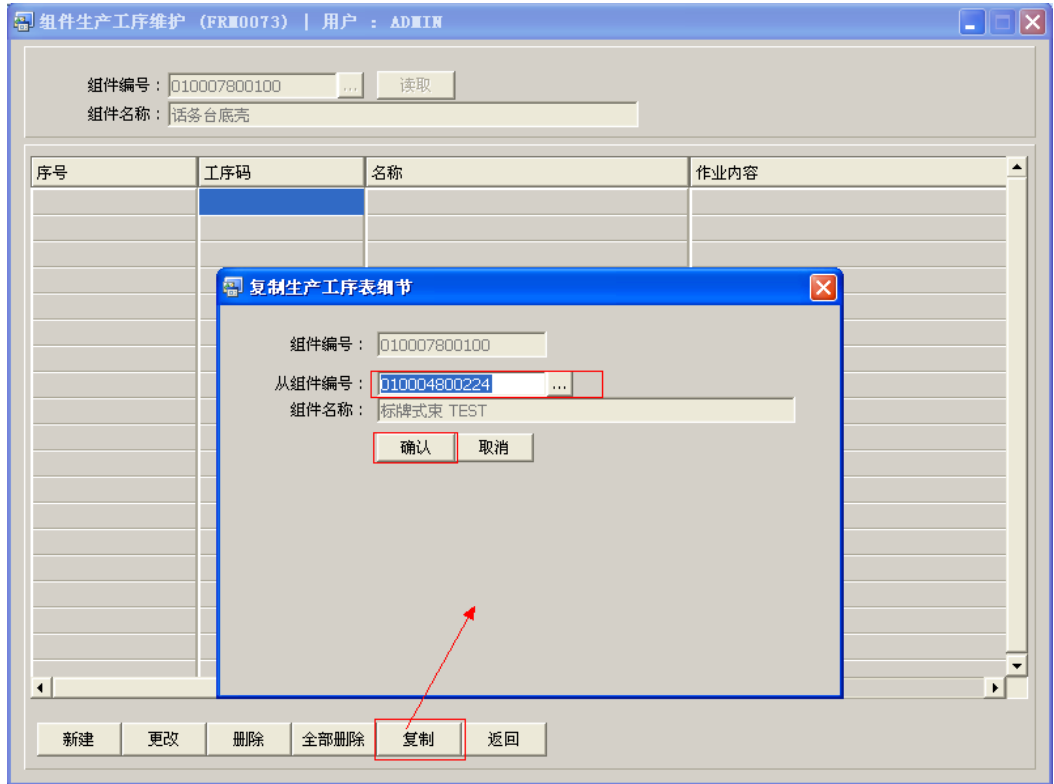 组件生产工序维护 (FRM0073) | 用户 : ADMIN
组件编号: 010007800100 ... 读取
组件名称: 话务台底壳
序号 工序码 名称 作业内容
复制生产工序表细节
组件编号: 010007800100
从组件编号: 010004800224 ...
组件名称: 标牌式束 TEST
确认 取消
新建 更改 删除 全部删除 复制 返回